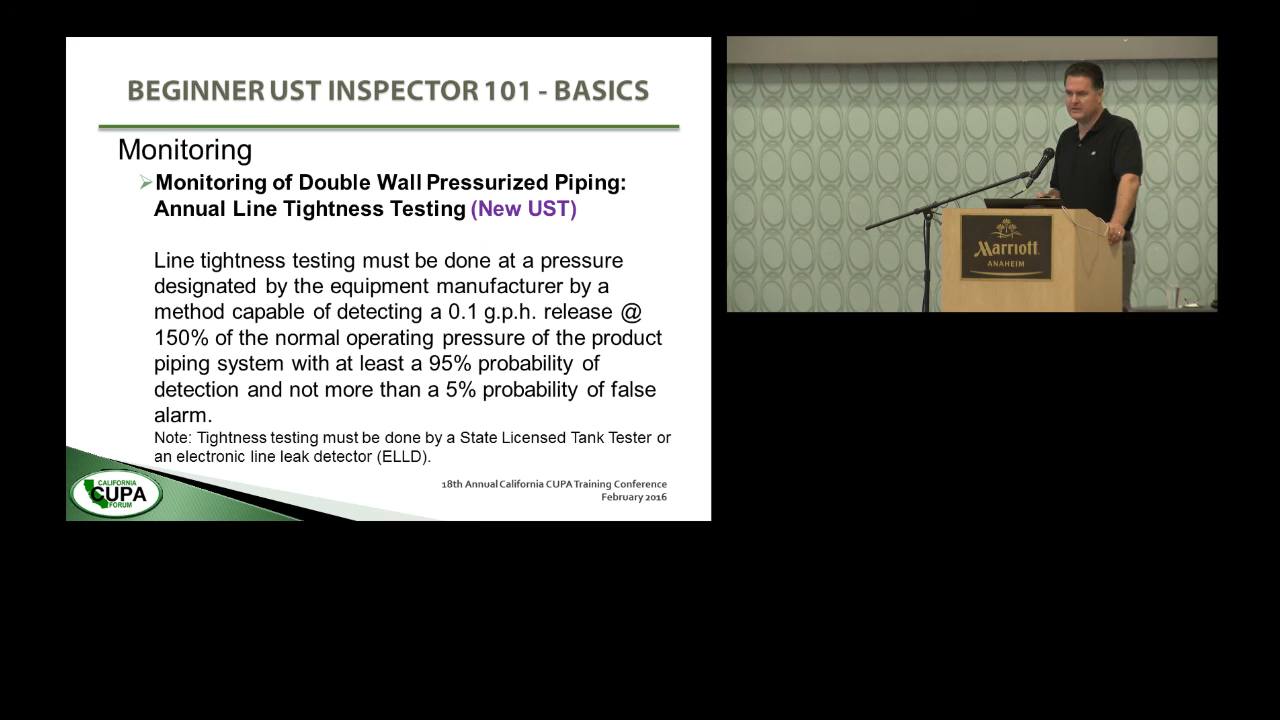 BEGINNER UST INSPECTOR 101 - BASICS
Monitoring
Monitoring of Double Wall Pressurized Piping:
Annual Line Tightness Testing (New UST)
Line tightness testing must be done at a pressure
designated by the equipment manufacturer by a
method capable of detecting a 0.1 g.p.h. release @
150% of the normal operating pressure of the product
piping system with at least a 95% probability of
detection and not more than a 5% probability of false
alarm.
Note: Tightness testing must be done by a State Licensed Tank Tester or
an electronic line leak detector (ELLD).
18th Annual California CUPA Training Conference
February 2016
CALIFORNIA
CUPA
FORUM
Marriott
ANAHEIM